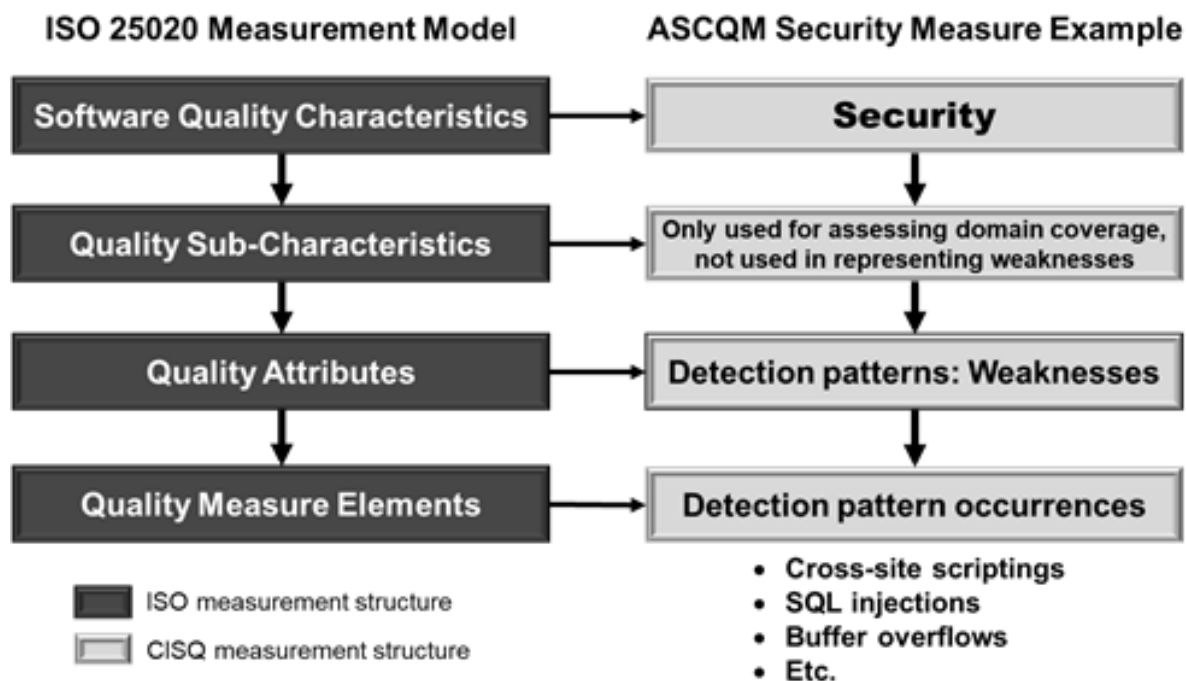 ISO 25020 Measurement Model
ASCQM Security Measure Example
Software Quality Characteristics
Security
Quality Sub-Characteristics
Only used for assessing domain coverage,
not used in representing weaknesses
Quality Attributes
Detection patterns: Weaknesses
Quality Measure Elements
Detection pattern occurrences
• Cross-site scriptings
• SQL injections
• Buffer overflows
• Etc.
ISO measurement structure
CISQ measurement structure